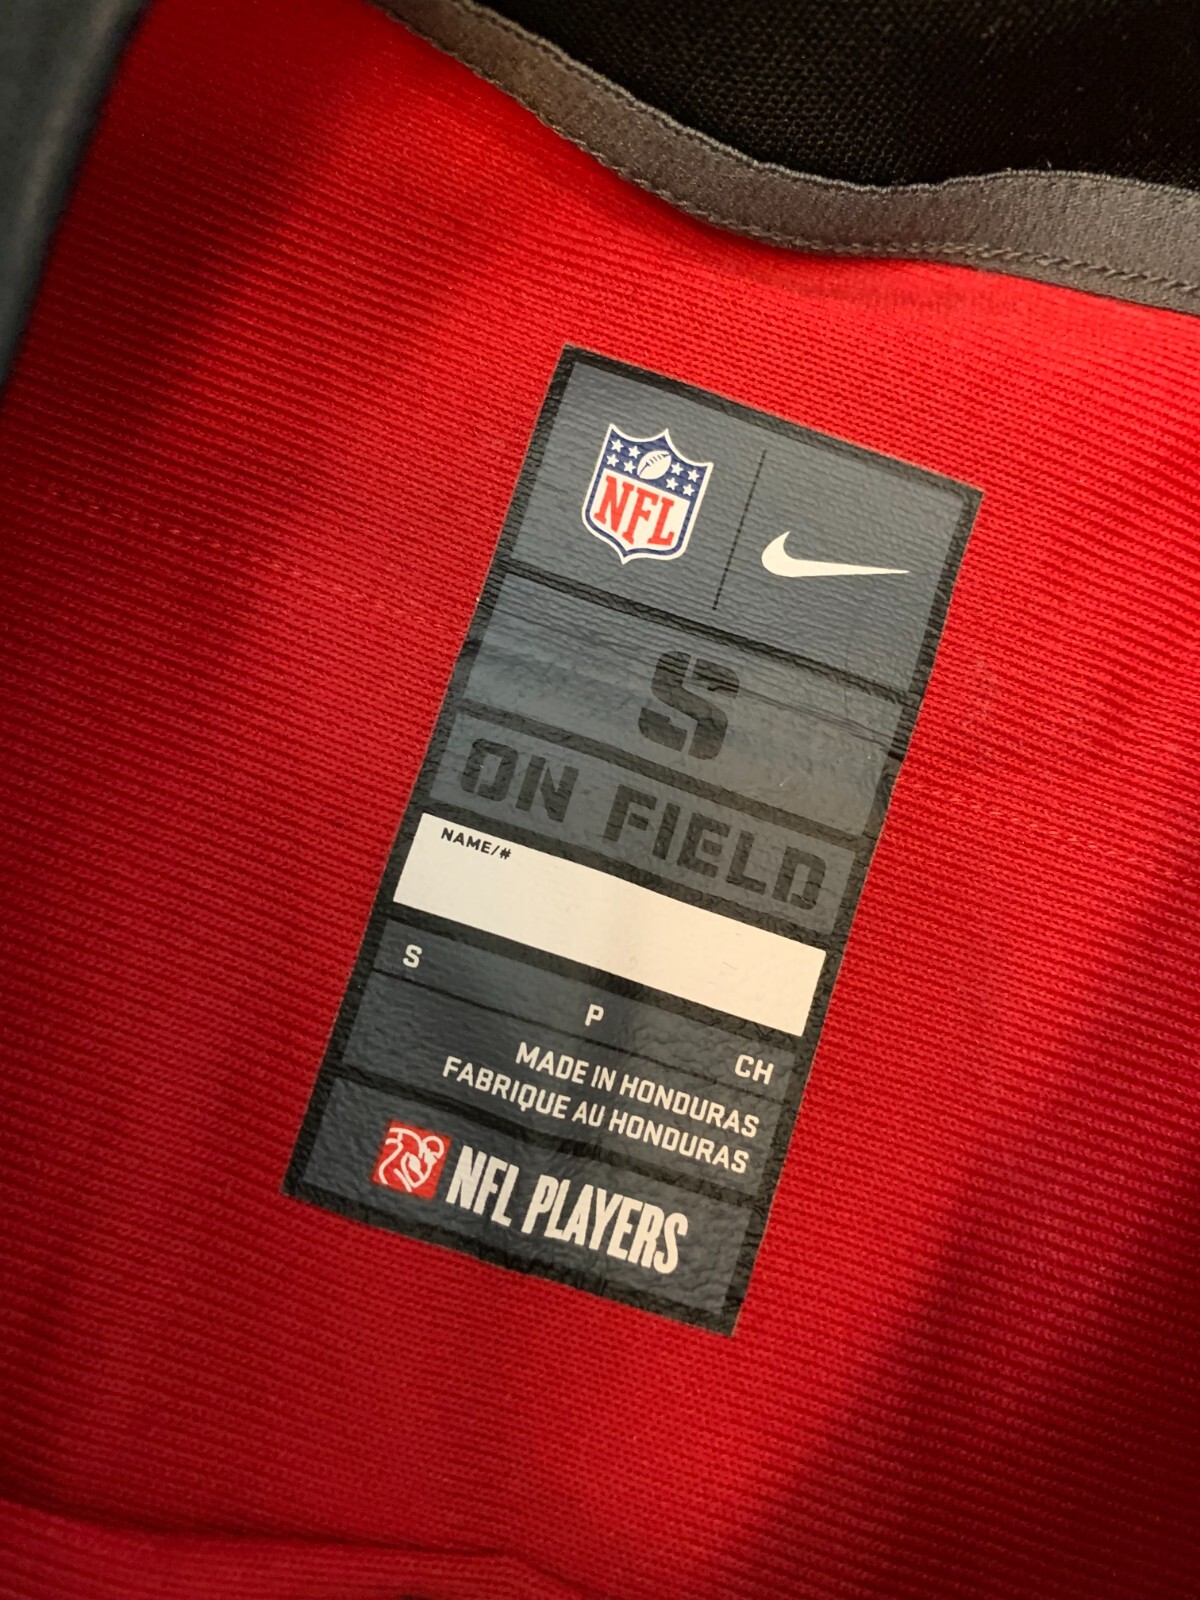 NFL
S
ON FIELD
NAME/#
S P CH
MADE IN HONDURAS
FABRIQUE AU HONDURAS
NFL PLAYERS